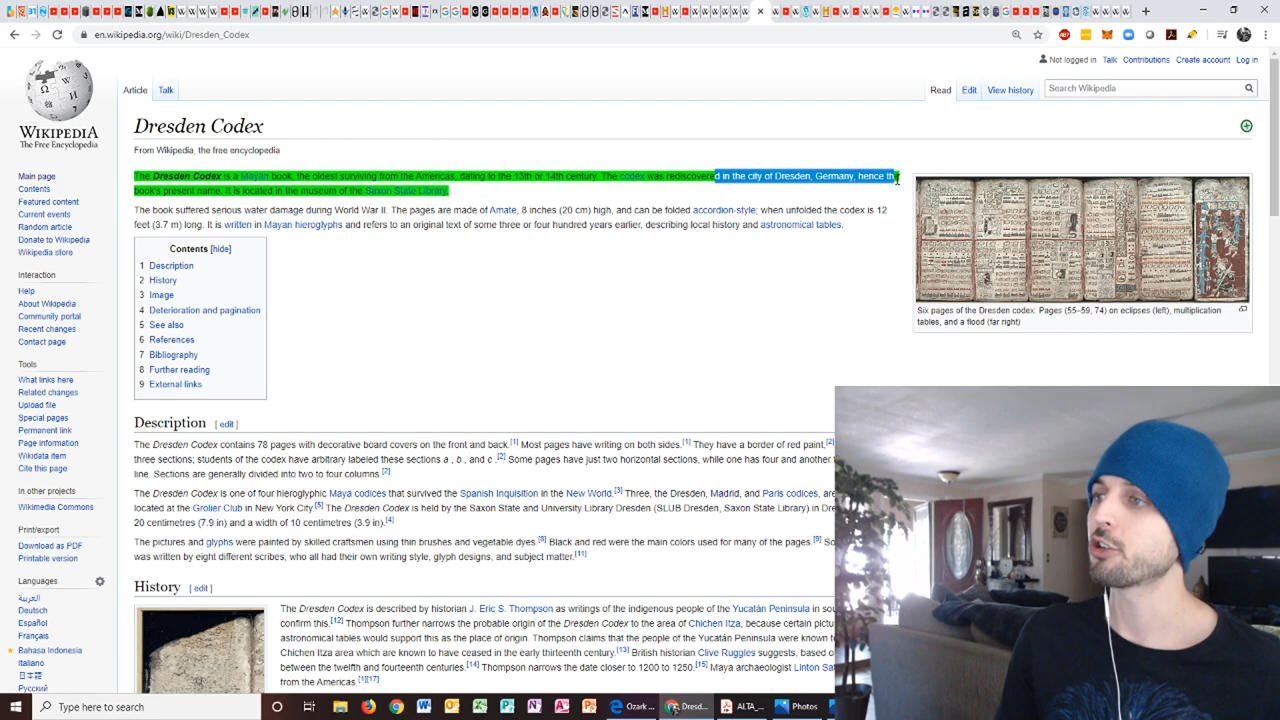 en.wikipedia.org/wiki/Dresden_Codex
Not logged in Talk Contributions Create account Log in
Article Talk
Read Edit View history
Search Wikipedia
WIKIPEDIA
The Free Encyclopedia
Dresden Codex
From Wikipedia, the free encyclopedia
Main page
Contents
Featured content
Current events
Random article
Donate to Wikipedia
Wikipedia store
Interaction
Help
About Wikipedia
Community portal
Recent changes
Contact page
Tools
What links here
Related changes
Upload file
Special pages
Permanent link
Page information
Wikidata item
Cite this page
In other projects
Wikimedia Commons
Print/export
Download as PDF
Printable version
Languages
العربية
Deutsch
Español
Français
Bahasa Indonesia
Italiano
日本語
Русский
The Dresden Codex is a Mayan book, the oldest surviving from the Americas, dating to the 13th or 14th century. The codex was rediscovered in the city of Dresden, Germany, hence the
book's present name. It is located in the museum of the Saxon State Library.
The book suffered serious water damage during World War II. The pages are made of Amate, 8 inches (20 cm) high, and can be folded accordion-style; when unfolded the codex is 12
feet (3.7 m) long. It is written in Mayan hieroglyphs and refers to an original text of some three or four hundred years earlier, describing local history and astronomical tables.
Six pages of the Dresden codex: Pages (55–59, 74) on eclipses (left), multiplication
tables, and a flood (far right)
Contents [hide]
1 Description
2 History
3 Image
4 Deterioration and pagination
5 See also
6 References
7 Bibliography
8 Further reading
9 External links
Description [ edit ]
The Dresden Codex contains 78 pages with decorative board covers on the front and back.[1] Most pages have writing on both sides.[1] They have a border of red paint,[2]
three sections; students of the codex have arbitrary labeled these sections a , b , and c .[2] Some pages have just two horizontal sections, while one has four and another
line. Sections are generally divided into two to four columns.[2]
The Dresden Codex is one of four hieroglyphic Maya codices that survived the Spanish Inquisition in the New World.[3] Three, the Dresden, Madrid, and Paris codices, are
located at the Grolier Club in New York City.[5] The Dresden Codex is held by the Saxon State and University Library Dresden (SLUB Dresden, Saxon State Library) in
20 centimetres (7.9 in) and a width of 10 centimetres (3.9 in).[4]
The pictures and glyphs were painted by skilled craftsmen using thin brushes and vegetable dyes.[8] Black and red were the main colors used for many of the pages.[9]
was written by eight different scribes, who all had their own writing style, glyph designs, and subject matter.[11]
History [ edit ]
The Dresden Codex is described by historian J. Eric S. Thompson as writings of the indigenous people of the Yucatán Peninsula in
confirm this.[12] Thompson further narrows the probable origin of the Dresden Codex to the area of Chichen Itza, because certain
astronomical tables would support this as the place of origin. Thompson claims that the people of the Yucatán Peninsula were known
Chichen Itza area which are known to have ceased in the early thirteenth century.[13] British historian Clive Ruggles suggests, based
between the twelfth and fourteenth centuries.[14] Thompson narrows the date closer to 1200 to 1250.[15] Maya archaeologist Linton
from the Americas.[1][17]
Type here to search
Ozark ...
Dresd...
ALTA_...
Photos